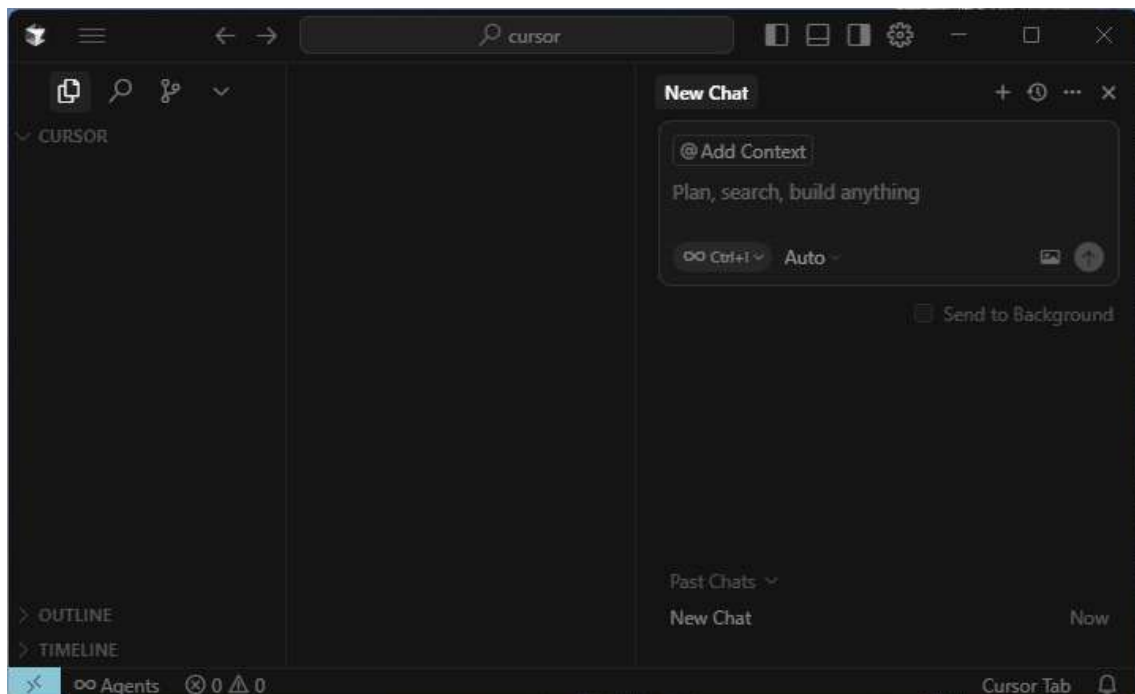 cursor
CURSOR
OUTLINE
TIMELINE
New Chat
@ Add Context
Plan, search, build anything
∞ Ctrl+I
Auto
Send to Background
Past Chats
New Chat
Now
∞ Agents
0
0
Cursor Tab